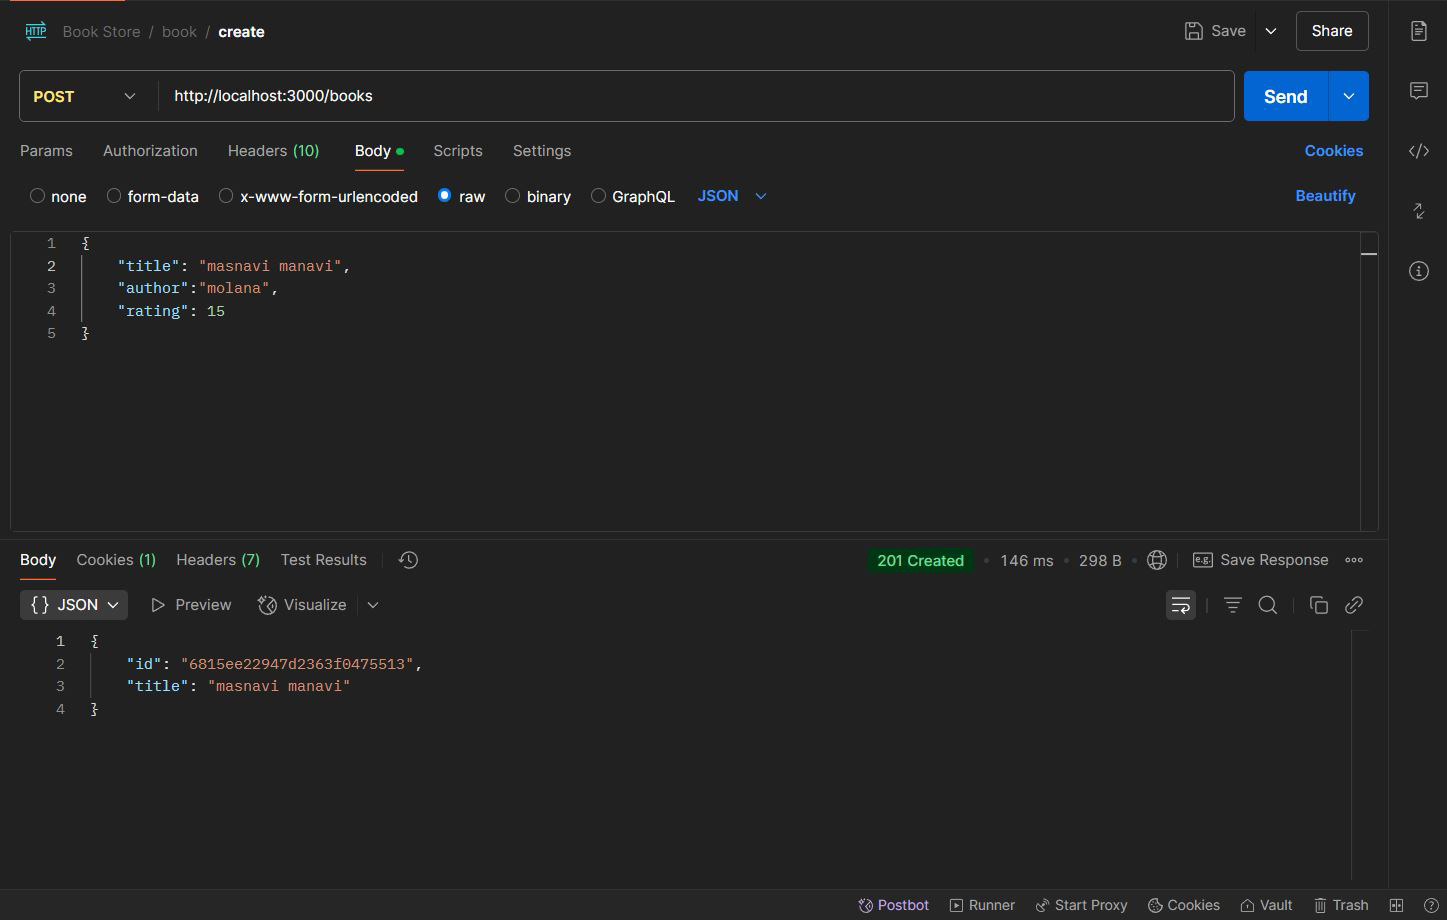 HTTP Book Store / book / create Save Share
POST http://localhost:3000/books Send
Params Authorization Headers (10) Body Scripts Settings Cookies
none form-data x-www-form-urlencoded raw binary GraphQL JSON Beautify
1 {
2 "title": "masnavi manavi",
3 "author":"molana",
4 "rating": 15
5 }
Body Cookies (1) Headers (7) Test Results 201 Created • 146 ms • 298 B • e.g. Save Response
{} JSON Preview Visualize
1 {
2 "id": "6815ee22947d2363f0475513",
3 "title": "masnavi manavi"
4 }
Postbot Runner Start Proxy Cookies Vault Trash